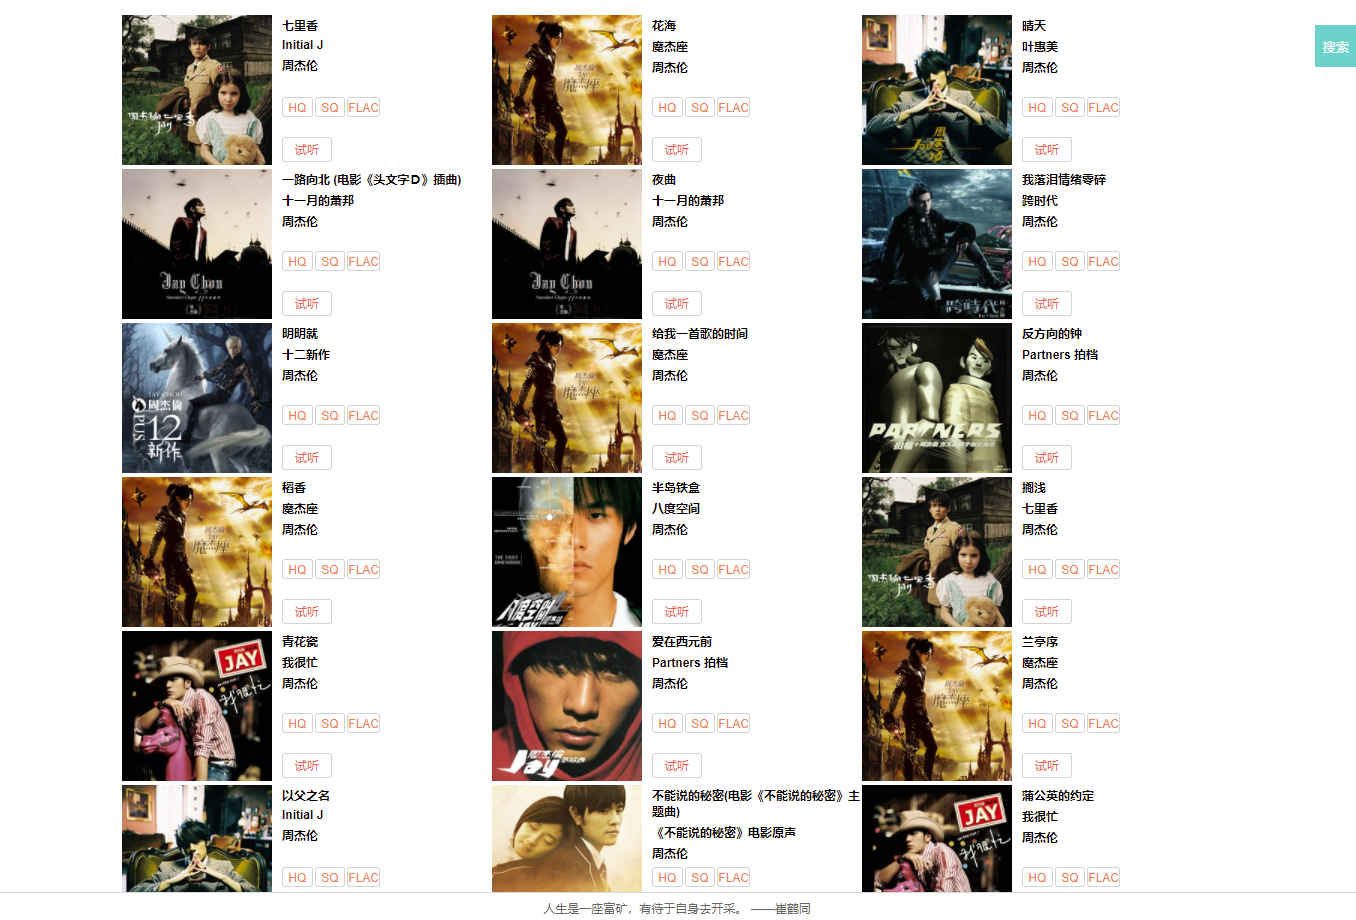 七里香
Initial J
周杰伦
HQ SQ FLAC
试听
花海
魔杰座
周杰伦
HQ SQ FLAC
试听
晴天
叶惠美
周杰伦
HQ SQ FLAC
试听
搜索
一路向北 (电影《头文字Ｄ》插曲)
十一月的萧邦
周杰伦
HQ SQ FLAC
试听
夜曲
十一月的萧邦
周杰伦
HQ SQ FLAC
试听
我落泪情绪零碎
跨时代
周杰伦
HQ SQ FLAC
试听
明明就
十二新作
周杰伦
HQ SQ FLAC
试听
给我一首歌的时间
魔杰座
周杰伦
HQ SQ FLAC
试听
反方向的钟
Partners 拍档
周杰伦
HQ SQ FLAC
试听
稻香
魔杰座
周杰伦
HQ SQ FLAC
试听
半岛铁盒
八度空间
周杰伦
HQ SQ FLAC
试听
搁浅
七里香
周杰伦
HQ SQ FLAC
试听
青花瓷
我很忙
周杰伦
HQ SQ FLAC
试听
爱在西元前
Partners 拍档
周杰伦
HQ SQ FLAC
试听
兰亭序
魔杰座
周杰伦
HQ SQ FLAC
试听
以父之名
Initial J
周杰伦
HQ SQ FLAC
不能说的秘密(电影《不能说的秘密》主
题曲)
《不能说的秘密》电影原声
周杰伦
HQ SQ FLAC
蒲公英的约定
我很忙
周杰伦
HQ SQ FLAC
人生是一座富矿，有待于自身去开采。 ——崔鹤同